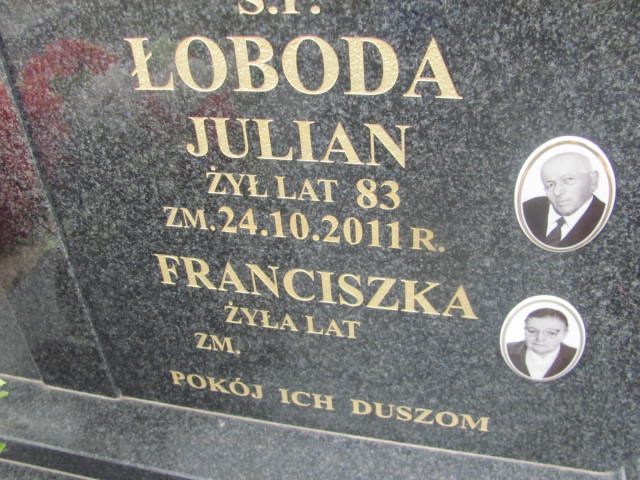 Ś.P.
ŁOBODA
JULIAN
ŻYŁ LAT 83
ZM. 24.10.2011 R.
FRANCISZKA
ŻYŁA LAT
ZM.
POKÓJ ICH DUSZOM